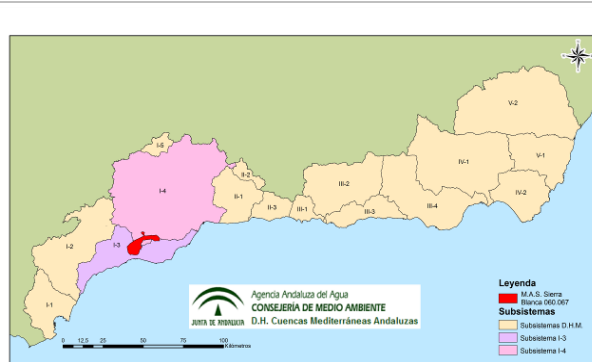 V-2
I-5
IV-1
V-1
II-2
I-4
III-2
II-1
IV-2
II-3
III-1
III-3
III-4
I-2
I-3
I-1
Leyenda
M.A.S. Sierra
Blanca 060.067
Subsistemas
Subsistemas D.H.M.
Subsistema I-3
Subsistema I-4
Agencia Andaluza del Agua
CONSEJERÍA DE MEDIO AMBIENTE
JUNTA DE ANDALUCIA
D.H. Cuencas Mediterráneas Andaluzas
0 12,5 25 50 75 100
Kilómetros